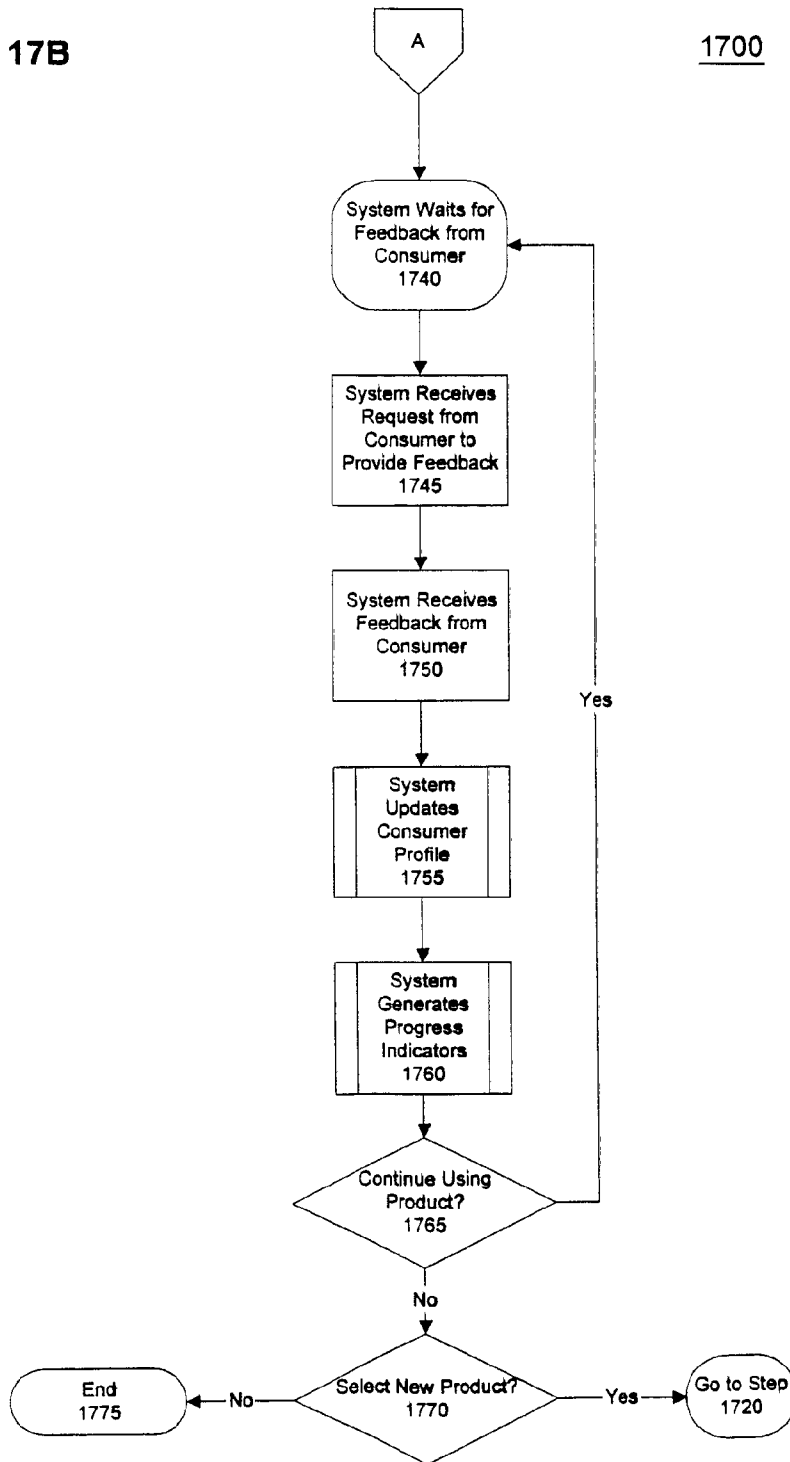 17B
A
1700
System Waits for
Feedback from
Consumer
1740
System Receives
Request from
Consumer to
Provide Feedback
1745
System Receives
Feedback from
Consumer
1750
Yes
System
Updates
Consumer
Profile
1755
System
Generates
Progress
Indicators
1760
Continue Using
Product?
1765
No
Select New Product?
1770
No
End
1775
Yes
Go to Step
1720